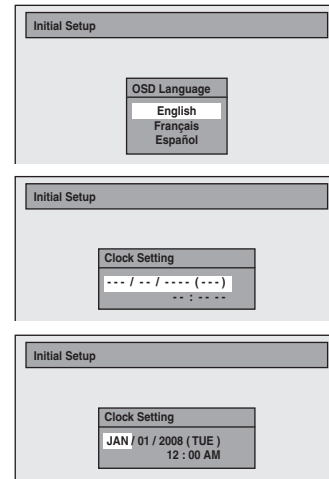 Initial Setup
OSD Language
English
Français
Español
Initial Setup
Clock Setting
--- / -- / ---- (---)
-- : -- --
Initial Setup
Clock Setting
JAN / 01 / 2008 ( TUE )
12 : 00 AM